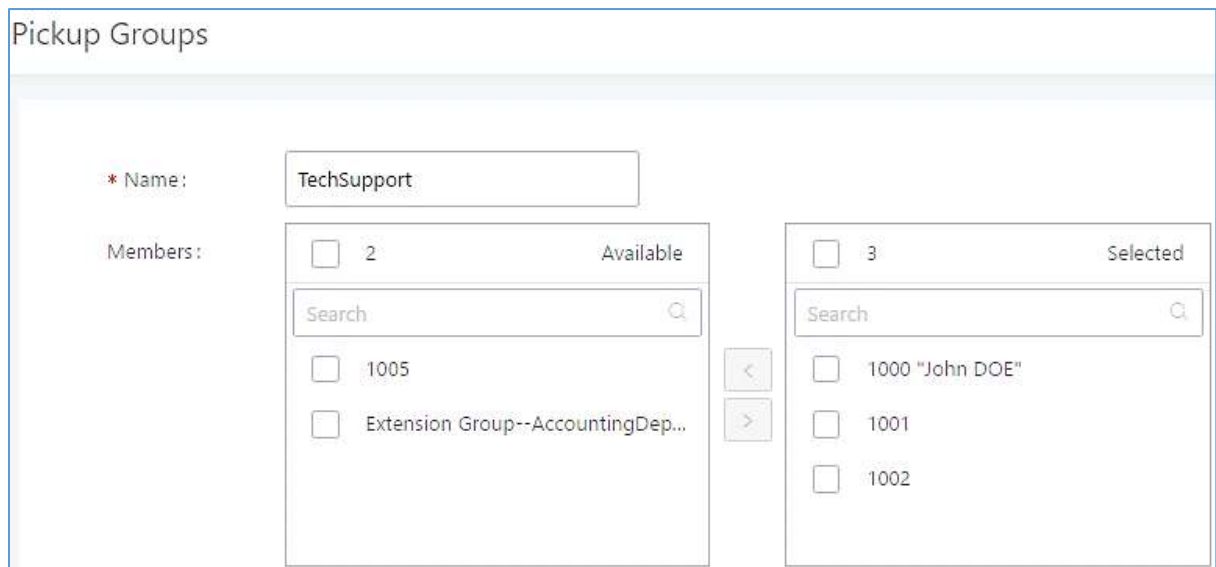 Pickup Groups
* Name: TechSupport
Members: 2 Available 3 Selected
Search Search
1005 < 1000 "John DOE"
Extension Group--AccountingDep... > 1001
1002